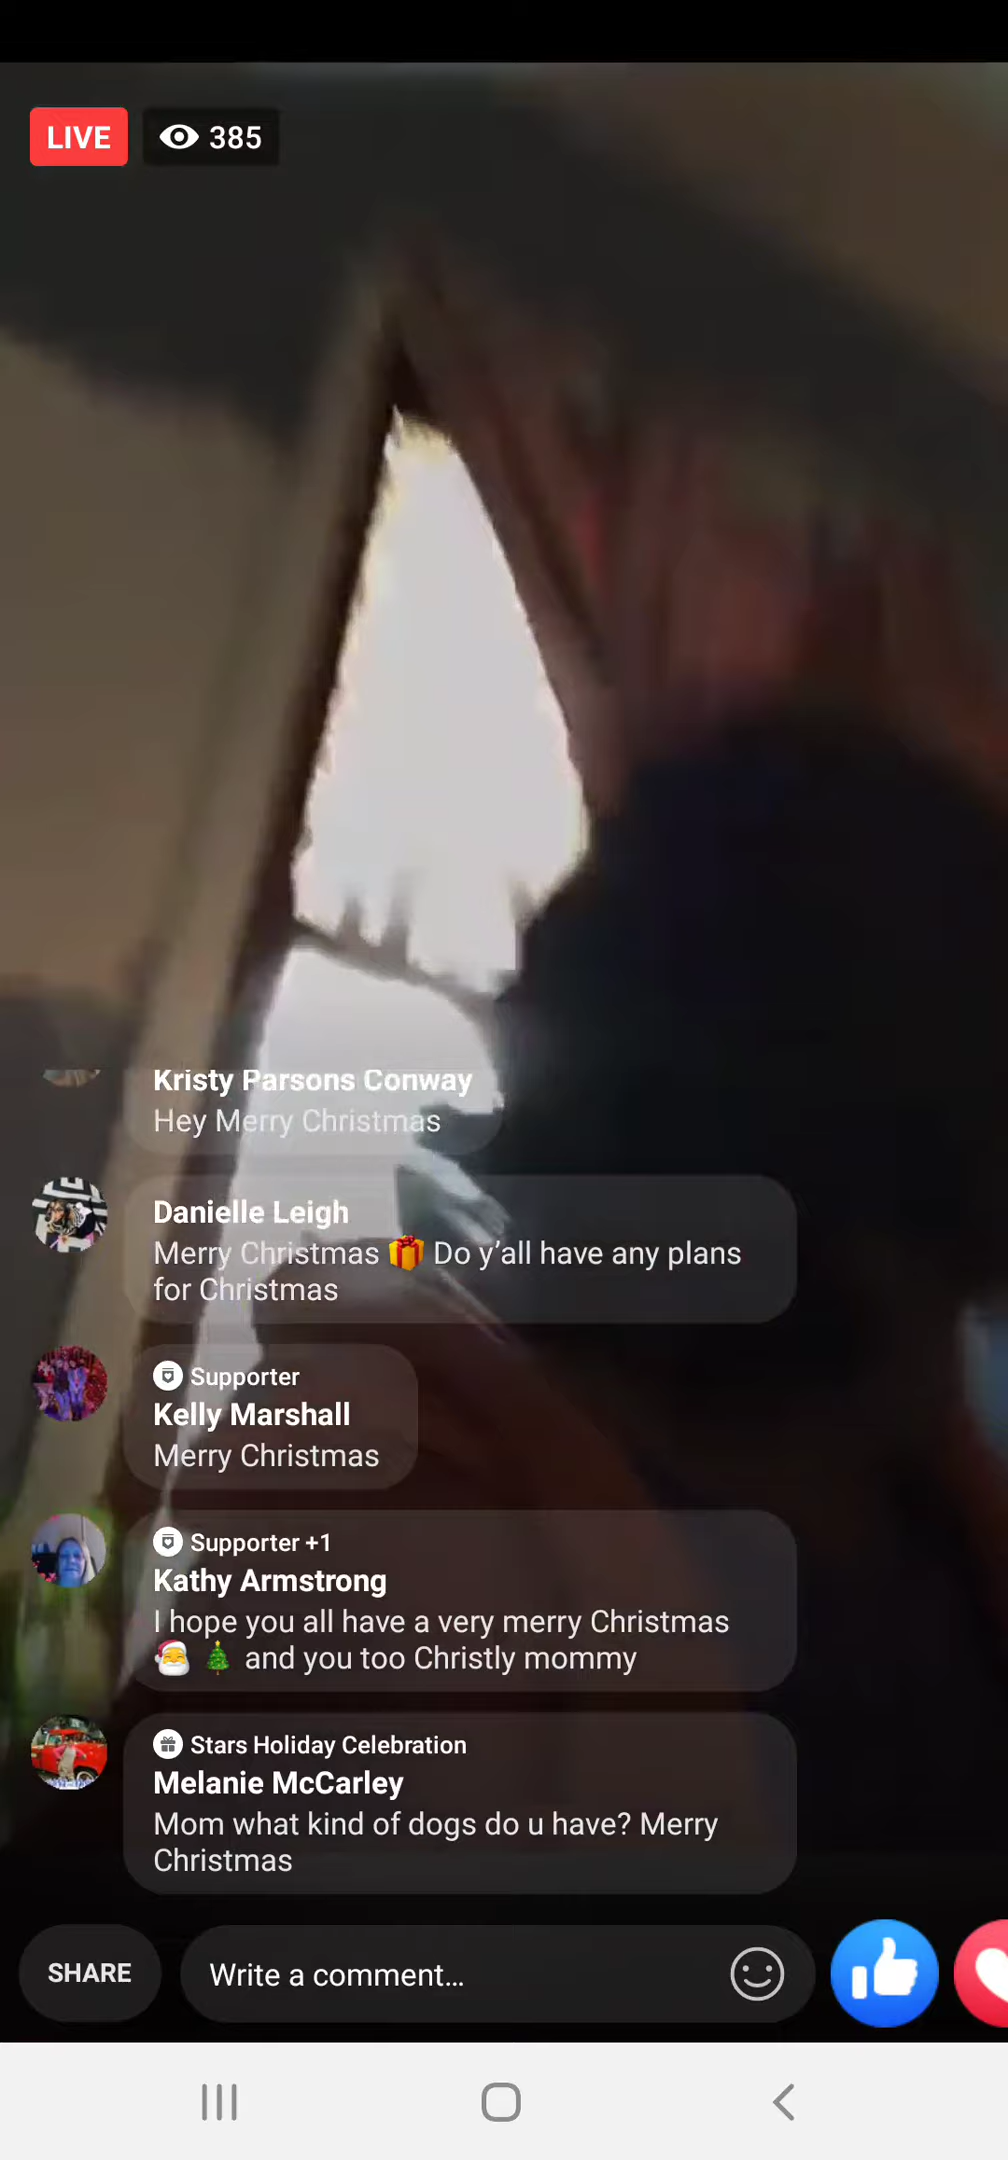 LIVE 385
Kristy Parsons Conway
Hey Merry Christmas
Danielle Leigh
Merry Christmas 🎁 Do y’all have any plans
for Christmas
Supporter
Kelly Marshall
Merry Christmas
Supporter +1
Kathy Armstrong
I hope you all have a very merry Christmas
🎅 🎄 and you too Christly mommy
Stars Holiday Celebration
Melanie McCarley
Mom what kind of dogs do u have? Merry
Christmas
SHARE Write a comment...